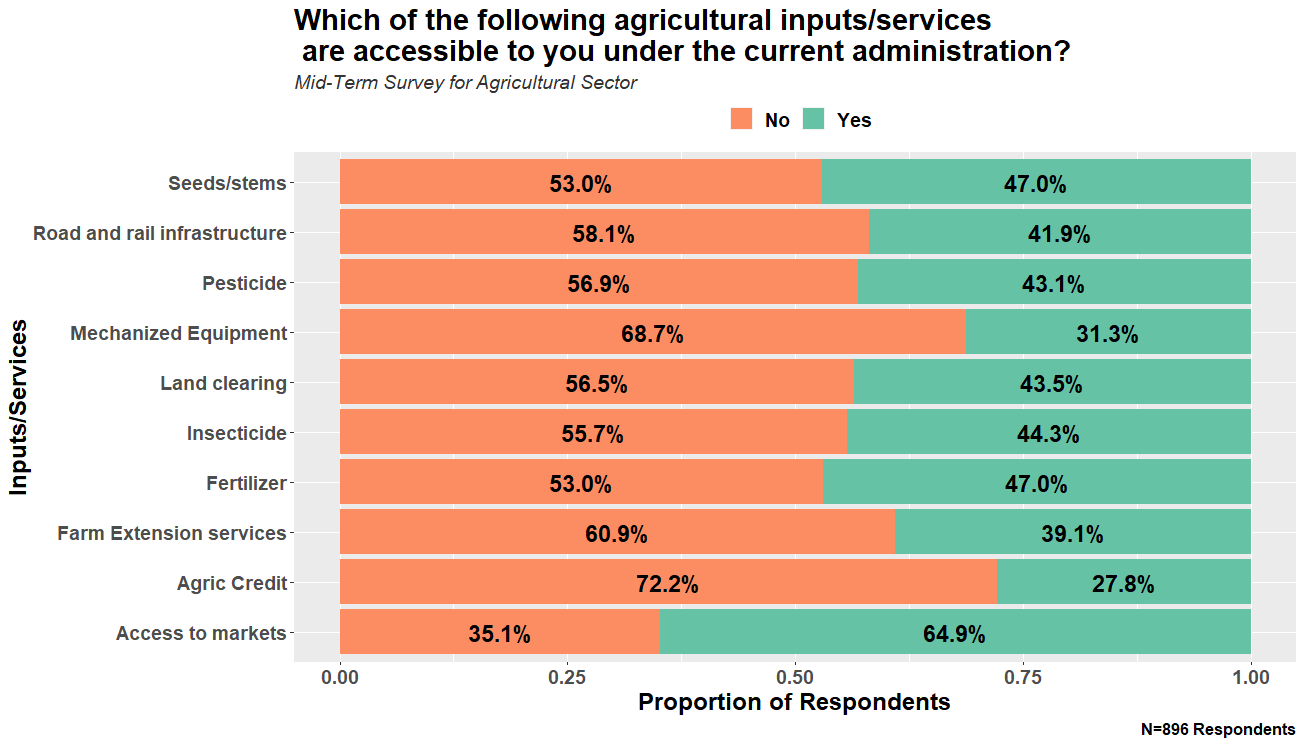 Which of the following agricultural inputs/services
are accessible to you under the current administration?
Mid-Term Survey for Agricultural Sector
No Yes
Seeds/stems 53.0% 47.0%
Road and rail infrastructure 58.1% 41.9%
Pesticide 56.9% 43.1%
Mechanized Equipment 68.7% 31.3%
Land clearing 56.5% 43.5%
Insecticide 55.7% 44.3%
Fertilizer 53.0% 47.0%
Farm Extension services 60.9% 39.1%
Agric Credit 72.2% 27.8%
Access to markets 35.1% 64.9%
Inputs/Services
0.00 0.25 0.50 0.75 1.00
Proportion of Respondents
N=896 Respondents